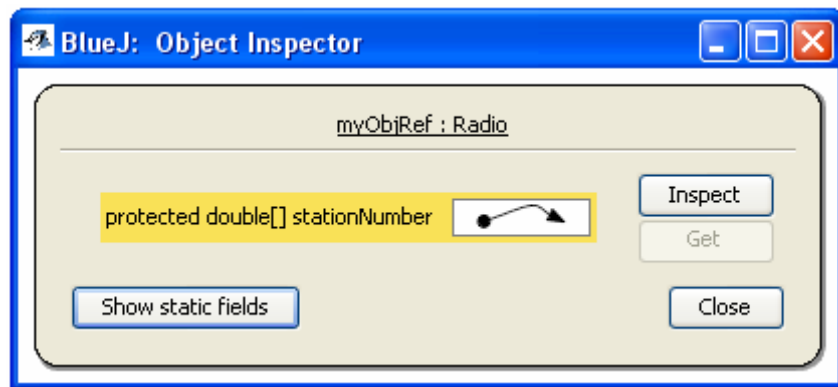 BlueJ: Object Inspector
myObjRef : Radio
protected double[] stationNumber
Inspect
Get
Show static fields
Close